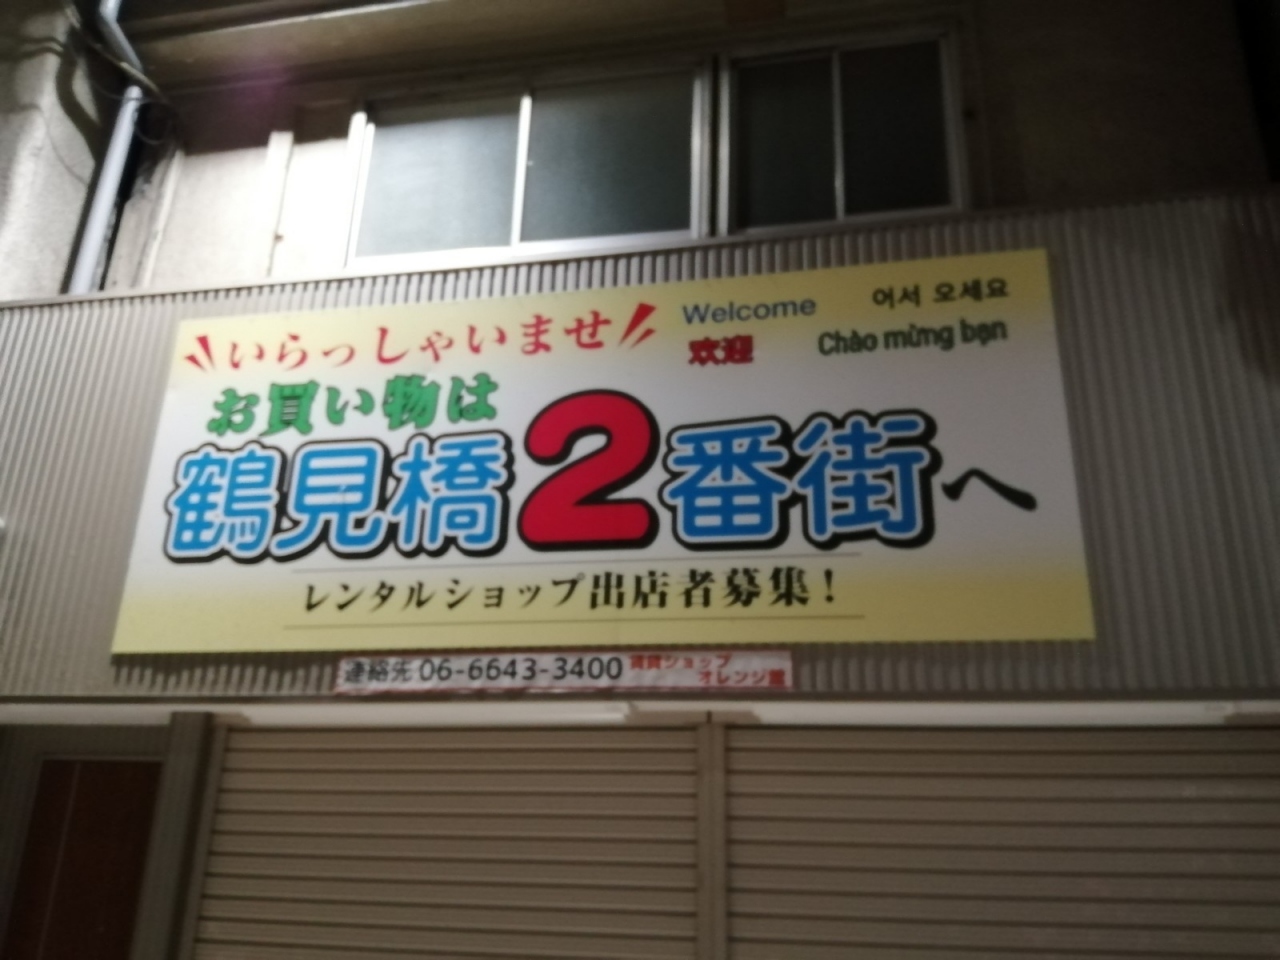 いらっしゃいませ
Welcome
어서 오세요
欢迎
Chào mừng bạn
お買い物は
鶴見橋2番街へ
レンタルショップ出店者募集!
連絡先 06-6643-3400
賃貸ショップ
オレンジ館